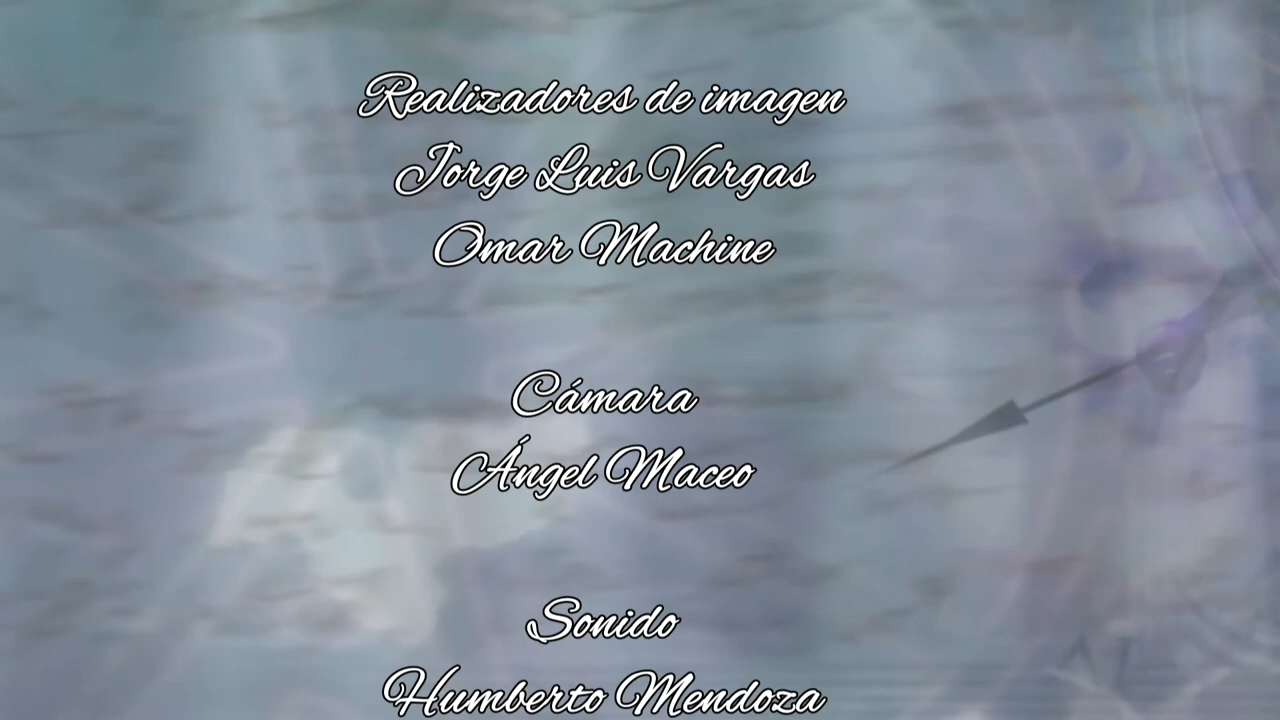 Realizadores de imagen
Jorge Luis Vargas
Omar Machine
Cámara
Ángel Maceo
Sonido
Humberto Mendoza